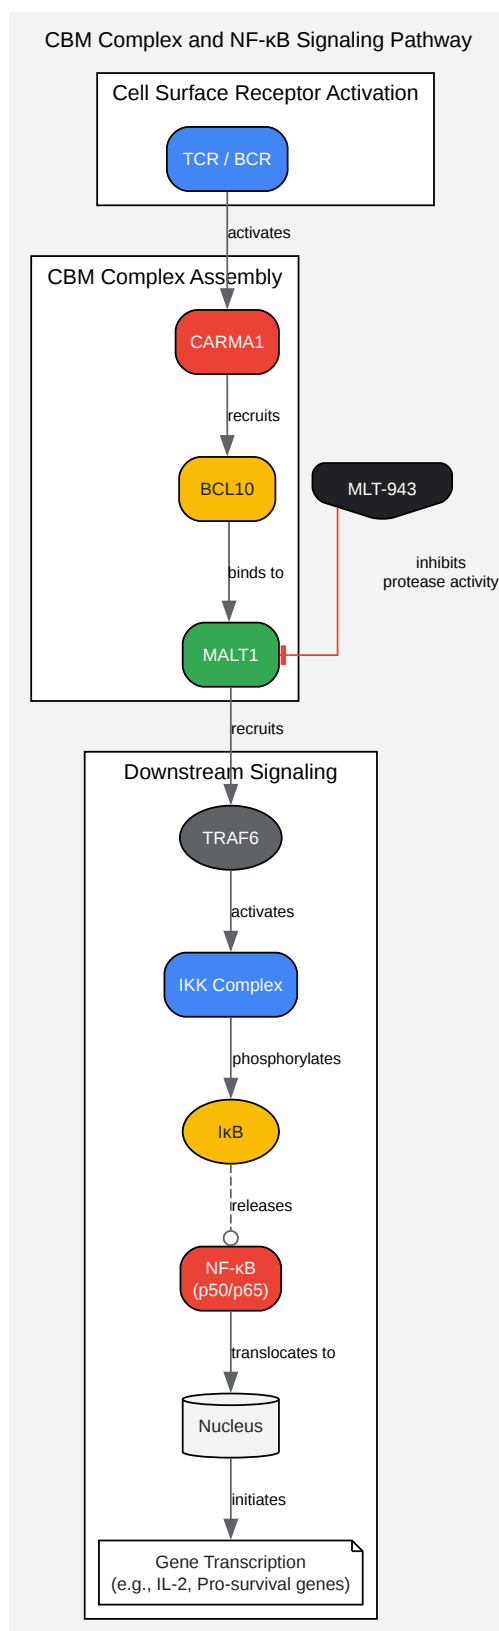 CBM Complex and NF-κB Signaling Pathway
Cell Surface Receptor Activation
TCR / BCR
activates
CBM Complex Assembly
CARMA1
recruits
BCL10
MLT-943
inhibits
protease activity
binds to
MALT1
recruits
Downstream Signaling
TRAF6
activates
IKK Complex
phosphorylates
IκB
releases
NF-κB
(p50/p65)
translocates to
Nucleus
initiates
Gene Transcription
(e.g., IL-2, Pro-survival genes)